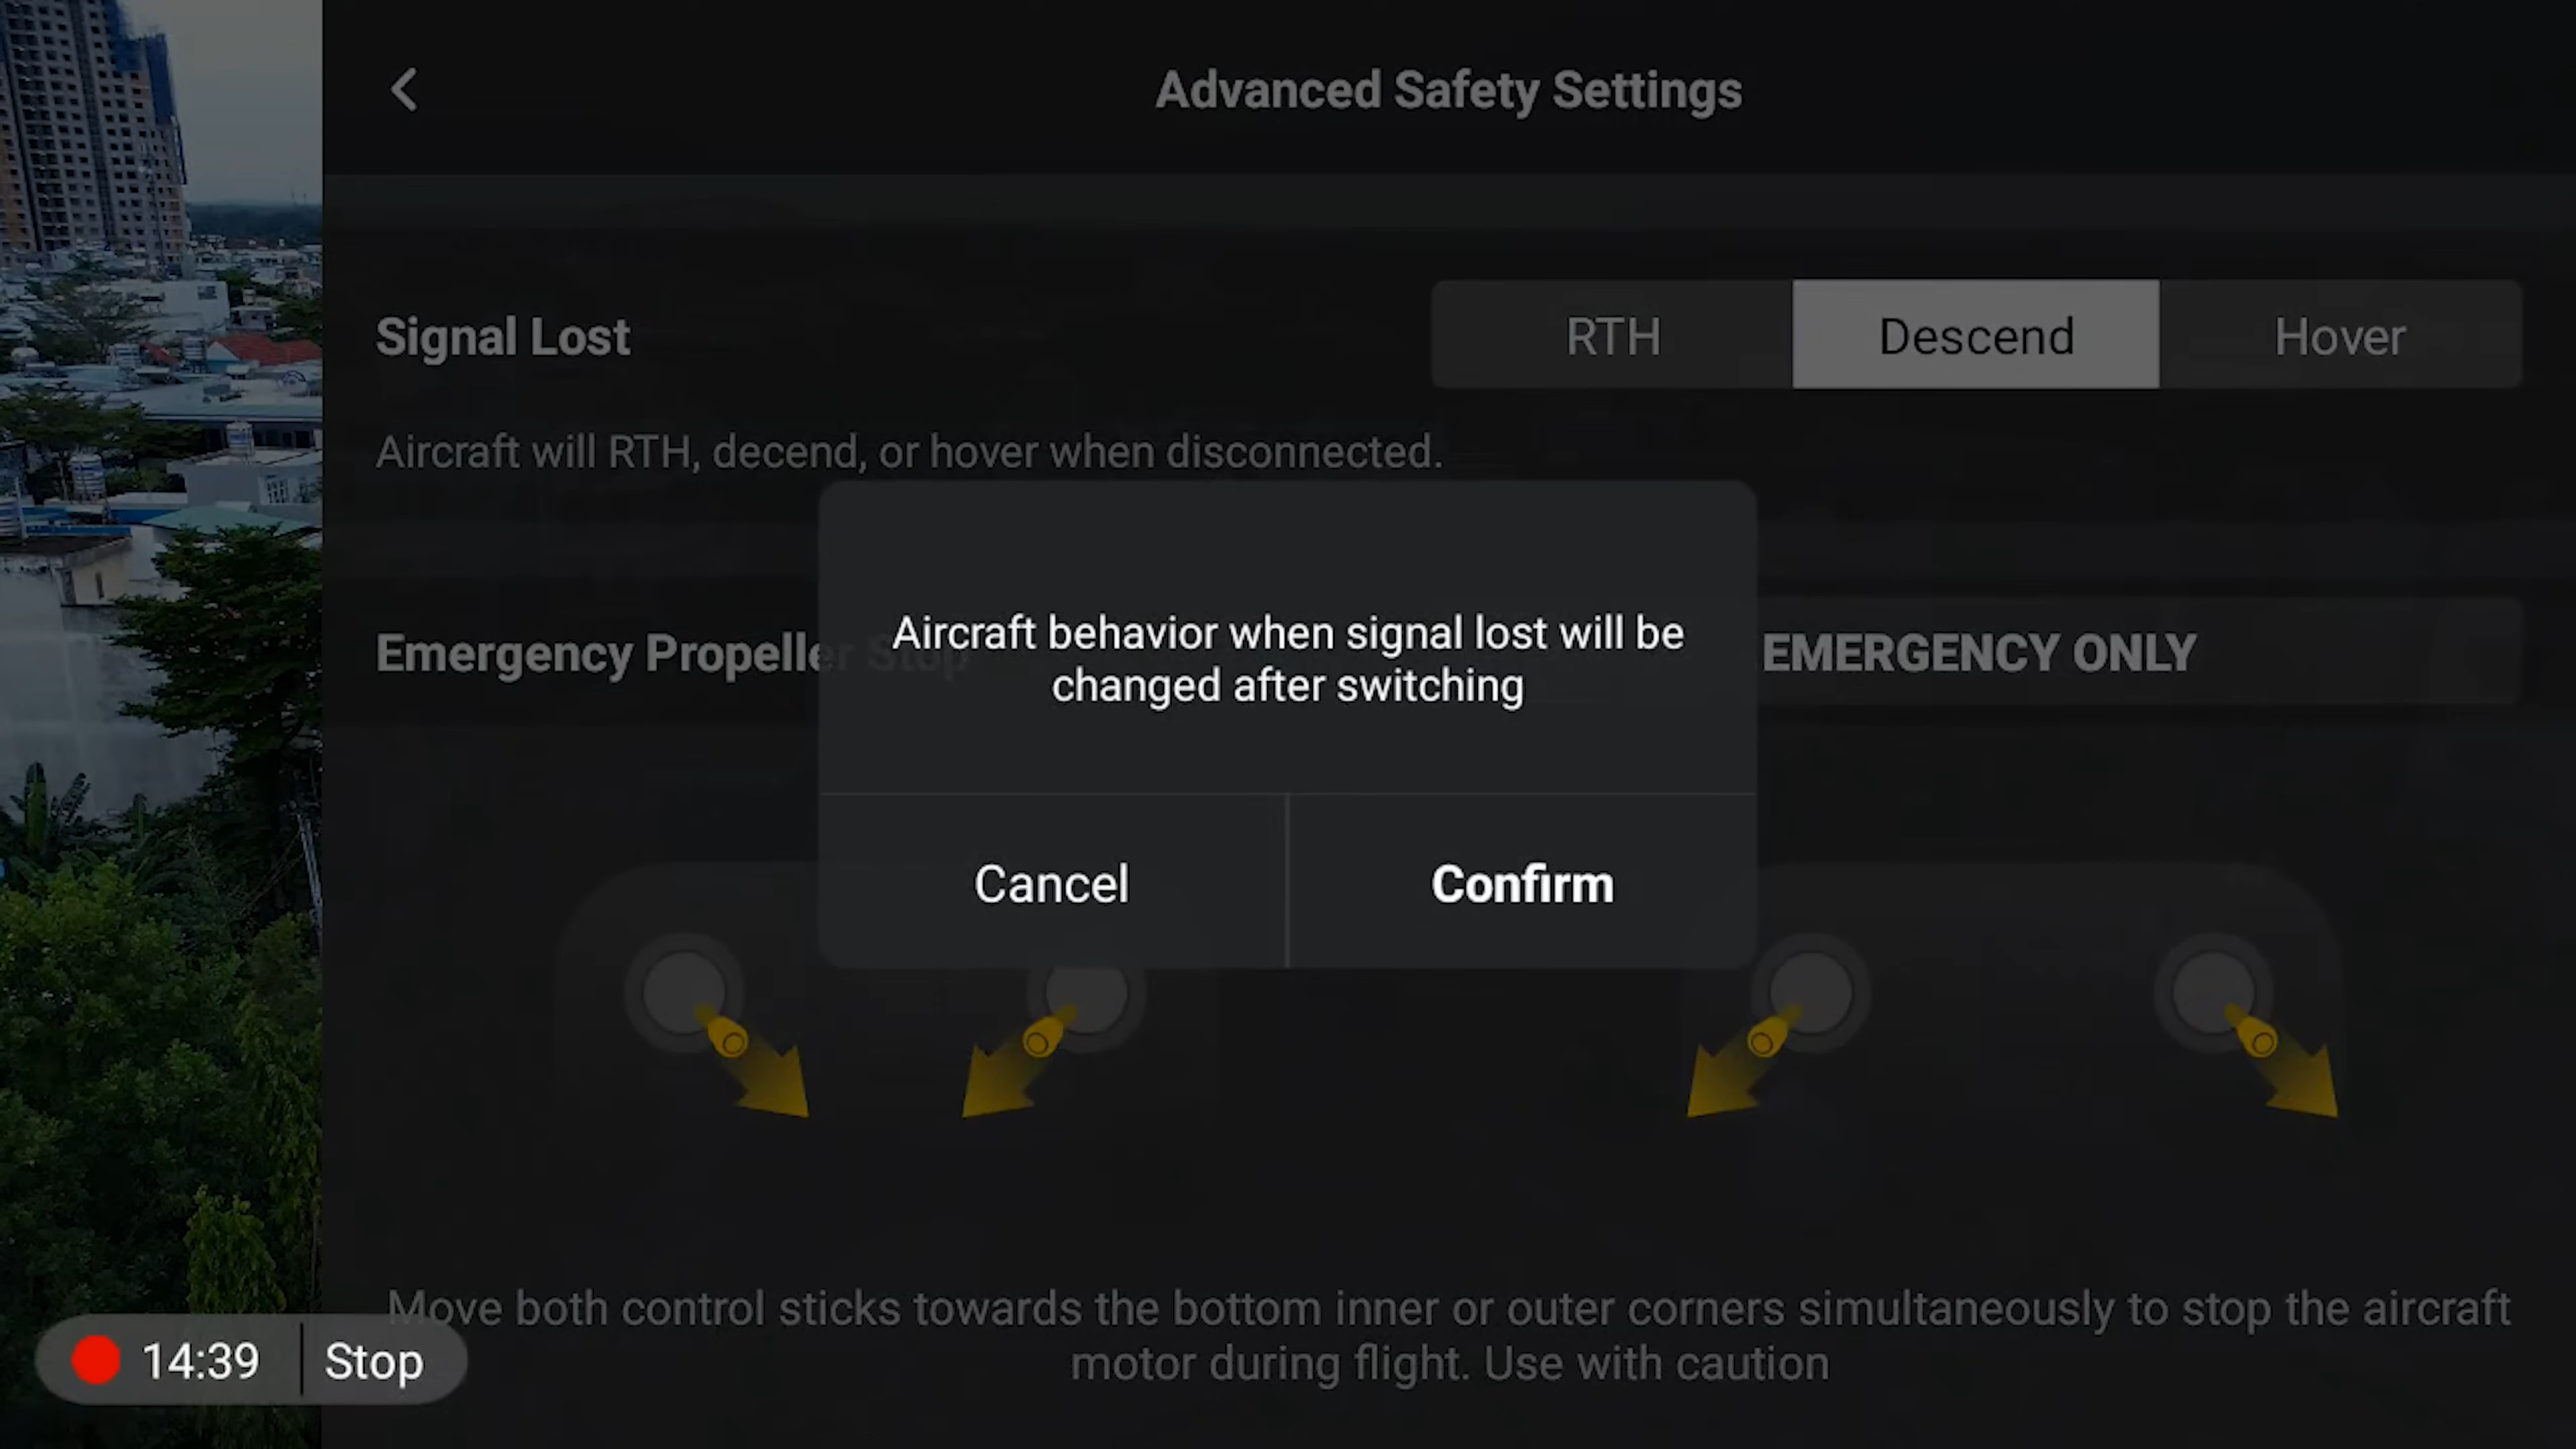 Advanced Safety Settings
Signal Lost
RTH
Descend
Hover
Aircraft will RTH, decend, or hover when disconnected.
Emergency Propeller Stop
EMERGENCY ONLY
Aircraft behavior when signal lost will be
changed after switching
Cancel
Confirm
Move both control sticks towards the bottom inner or outer corners simultaneously to stop the aircraft
motor during flight. Use with caution
14:39
Stop